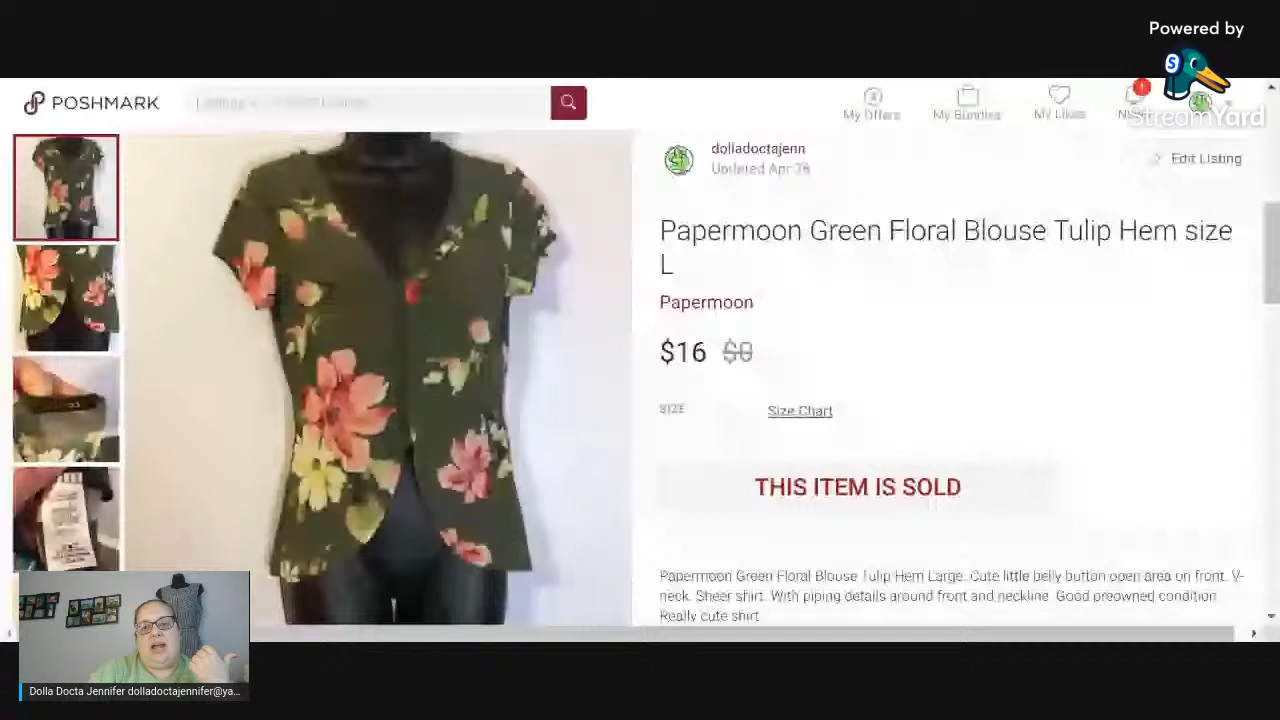 Powered by
StreamYard
POSHMARK
My Offers
My Bundles
My Likes
dolladoctajenn
Updated Apr 28
Edit Listing
Papermoon Green Floral Blouse Tulip Hem size
L
Papermoon
$16 $0
SIZE
Size Chart
THIS ITEM IS SOLD
Papermoon Green Floral Blouse Tulip Hem Large. Cute little belly button open area on front. V-
neck. Sheer shirt. With piping details around front and neckline. Good preowned condition
Really cute shirt
Dolla Docta Jennifer dolladoctajennifer@ya...